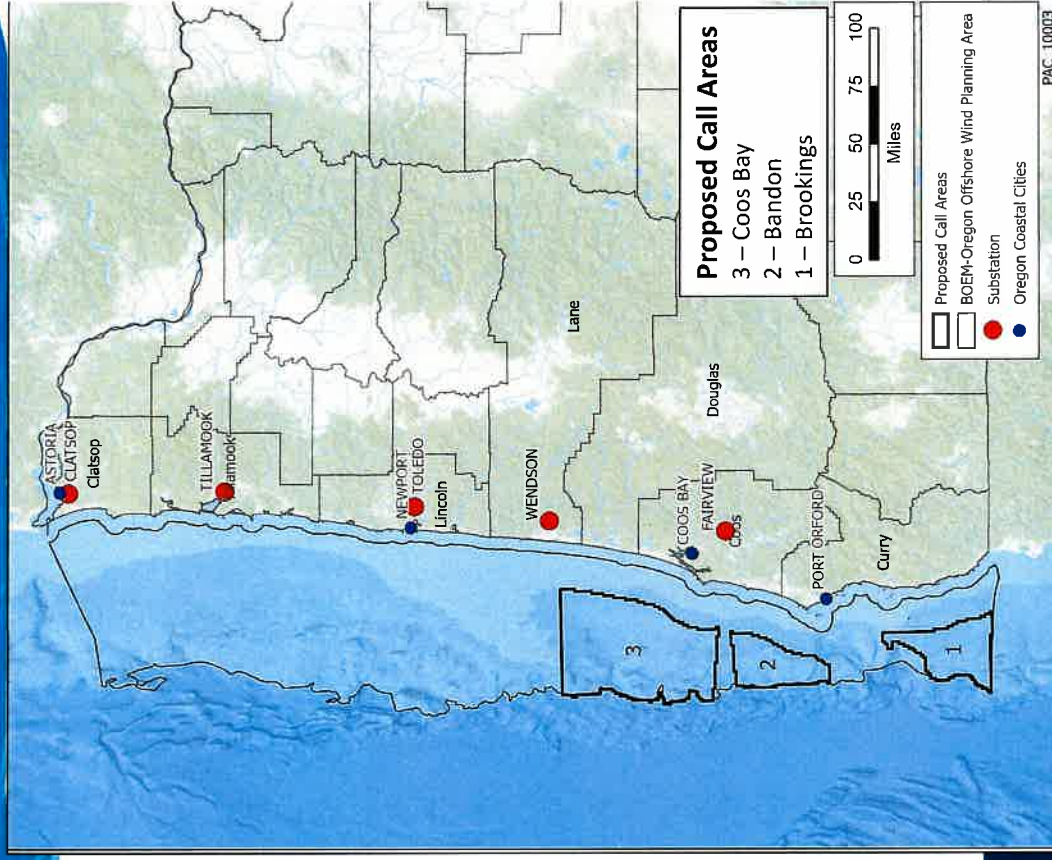 ASTORIA
CLATSOP
Clatsop
TILLAMOOK
lamook
NEWPORT
TOLEDO
Lincoln
WENDSON
Lane
COOS BAY
FAIRVIEW
Coos
Douglas
PORT ORFORD
Curry
3
2
1
Proposed Call Areas
3 – Coos Bay
2 – Bandon
1 – Brookings
0 25 50 75 100
Miles
Proposed Call Areas
BOEM-Oregon Offshore Wind Planning Area
Substation
Oregon Coastal Cities
PAC_10003